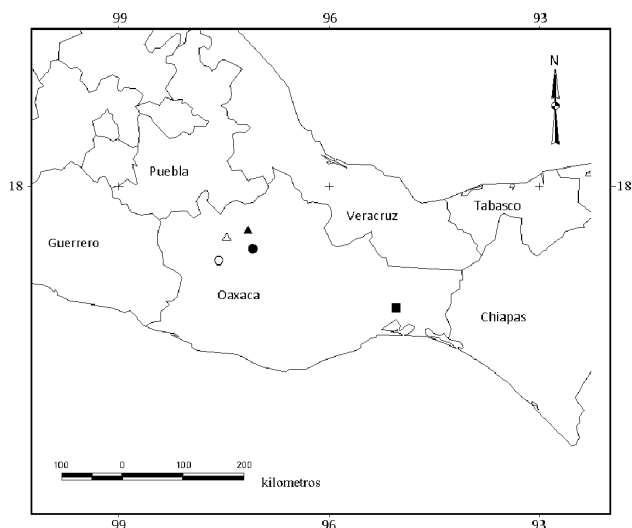 99 96 93
N
Puebla
18 18
Veracruz
Tabasco
Guerrero
Oaxaca
Chiapas
100 0 100 200
kilometros
99 96 93